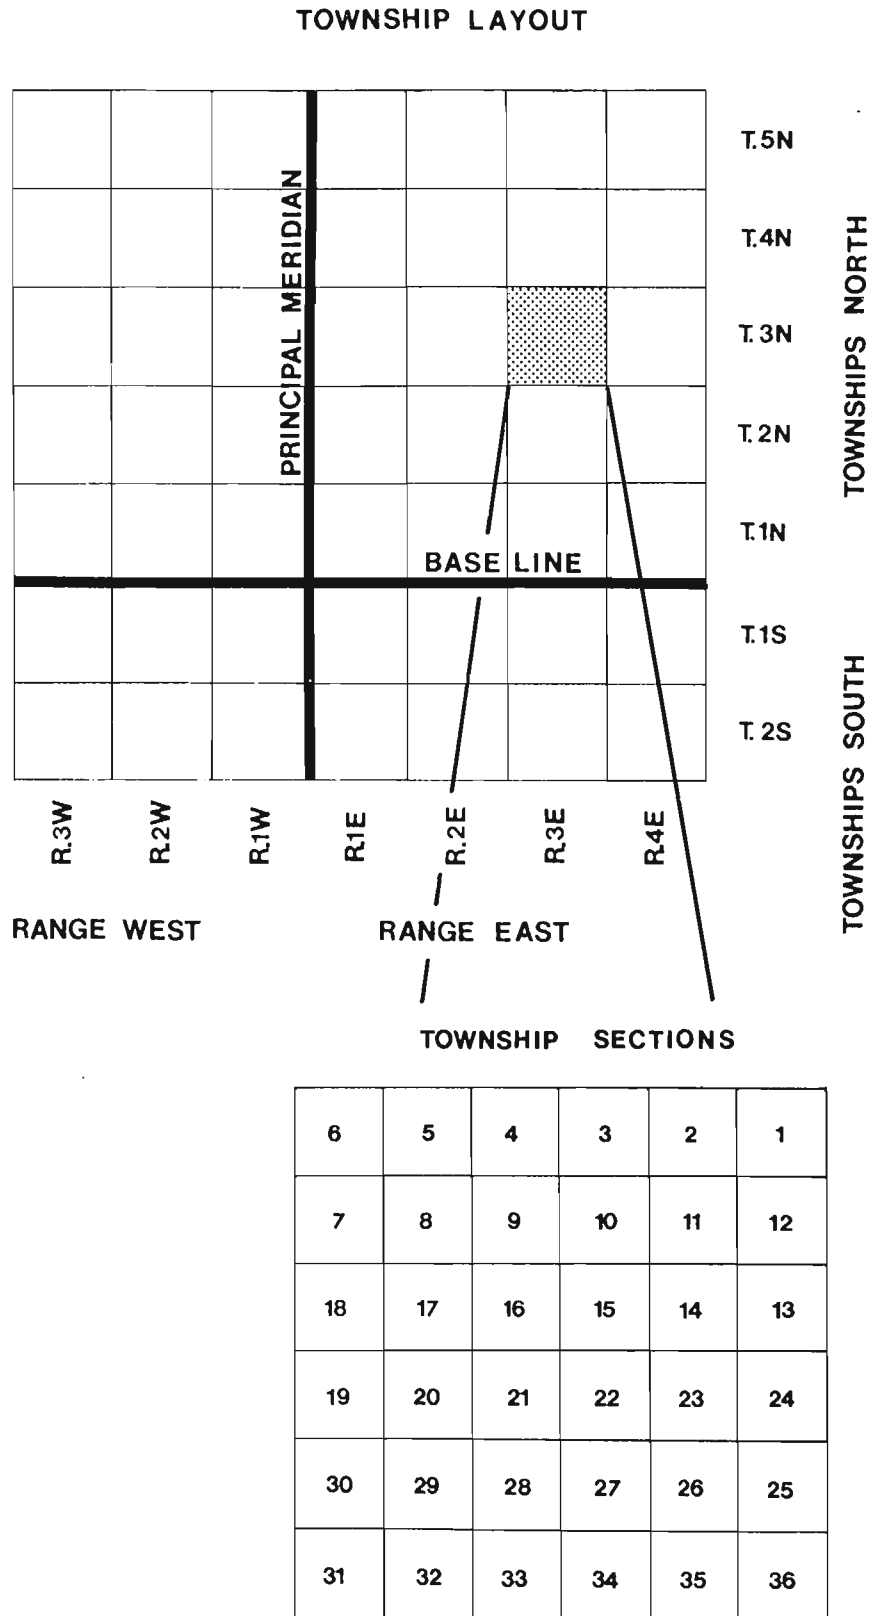 TOWNSHIP LAYOUT
T.5N
T.4N
T.3N
T.2N
T.1N
T.1S
T.2S
TOWNSHIPS NORTH
TOWNSHIPS SOUTH
PRINCIPAL MERIDIAN
BASE LINE
R.3W R.2W R.1W R.1E R.2E R.3E R.4E
RANGE WEST RANGE EAST
TOWNSHIP SECTIONS
6 5 4 3 2 1
7 8 9 10 11 12
18 17 16 15 14 13
19 20 21 22 23 24
30 29 28 27 26 25
31 32 33 34 35 36